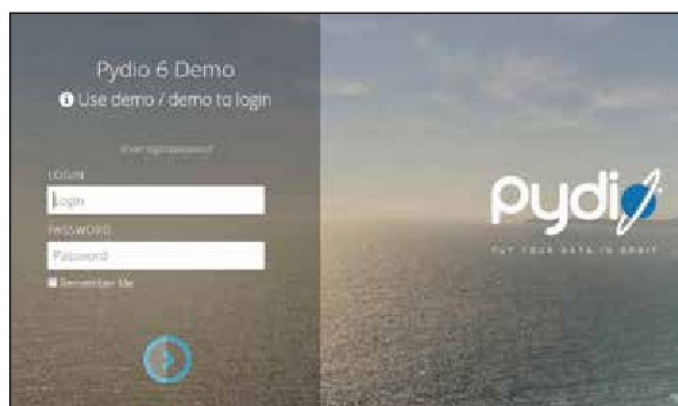 Pydio 6 Demo
Use demo / demo to login
LOGIN
Login
PASSWORD
Password
Remember Me
pydio
PUT YOUR DATA IN ORBIT